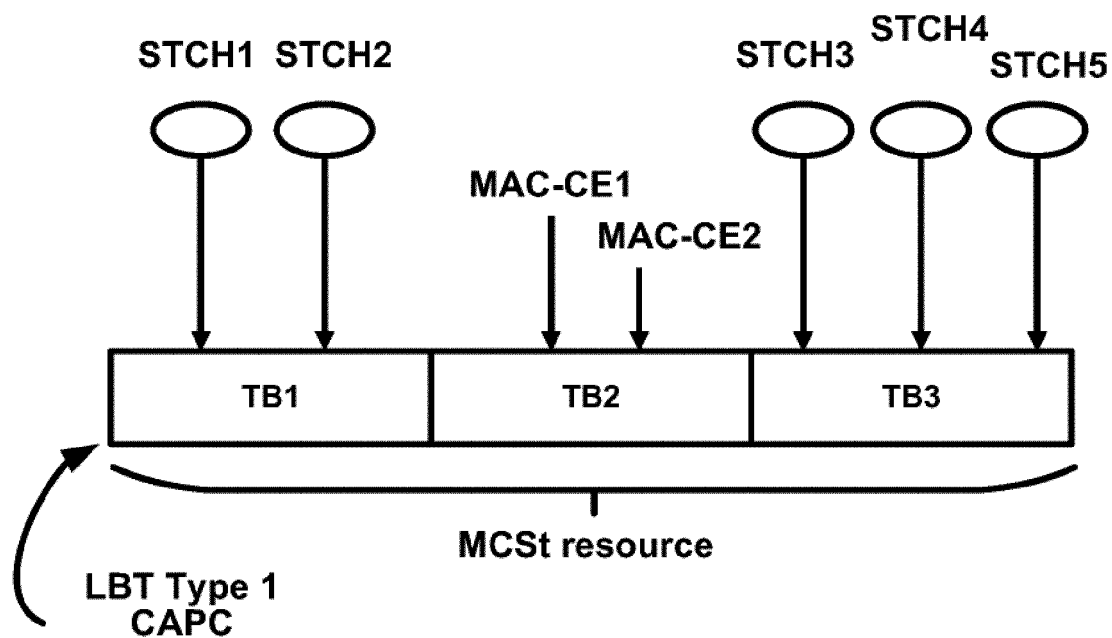 STCH1 STCH2 STCH3 STCH4 STCH5
MAC-CE1
MAC-CE2
TB1 TB2 TB3
MCSt resource
LBT Type 1
CAPC